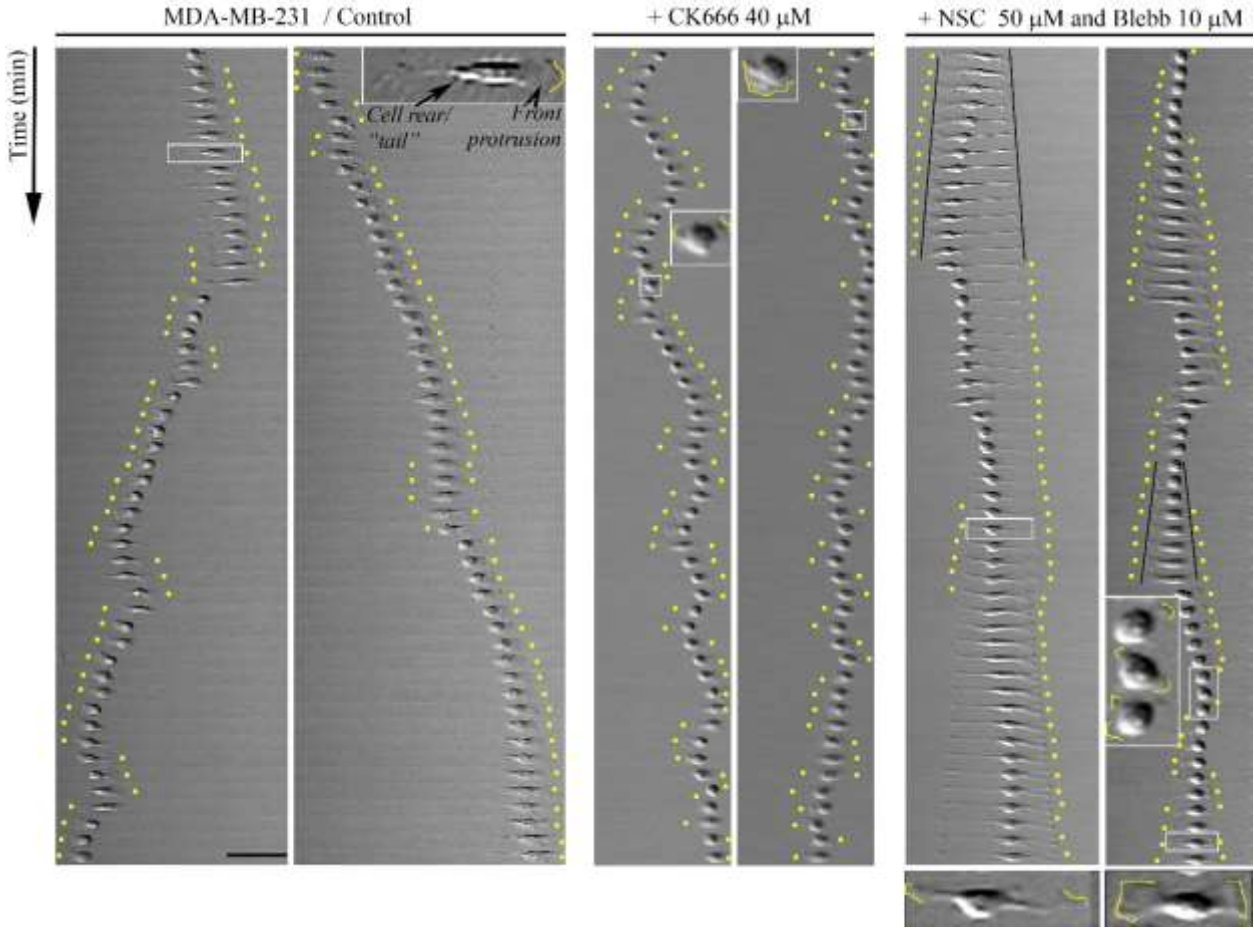 MDA-MB-231 / Control
+ CK666 40 μM
+ NSC 50 μM and Blebb 10 μM
Time (min)
Cell rear/
"tail"
Front
protrusion